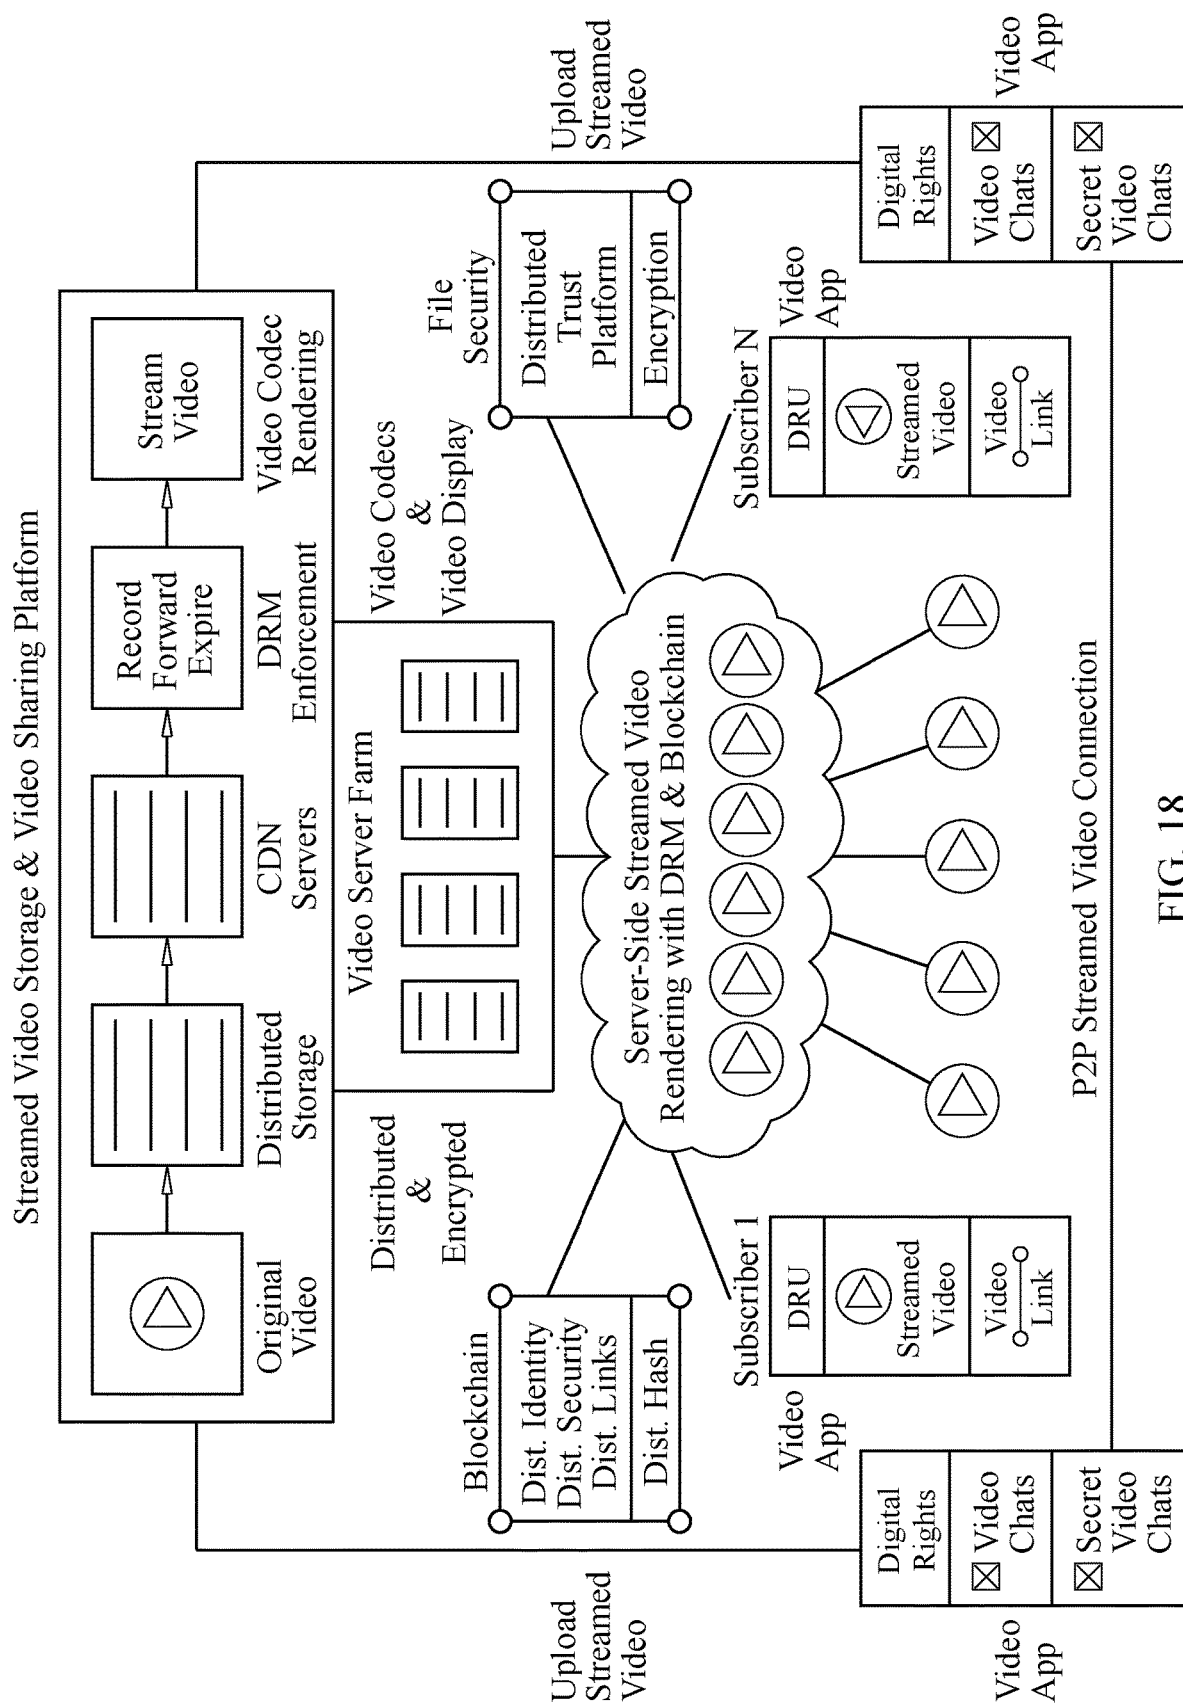 Streamed Video Storage & Video Sharing Platform
Original
Video
Distributed
Storage
CDN
Servers
Record
Forward
Expire
DRM
Enforcement
Stream
Video
Video Codec
Rendering
Distributed
&
Encrypted
Video Server Farm
Video Codecs
&
Video Display
Upload
Streamed
Video
Blockchain
Dist. Identity
Dist. Security
Dist. Links
Dist. Hash
File
Security
Distributed
Trust
Platform
Encryption
Upload
Streamed
Video
Server-Side Streamed Video
Rendering with DRM & Blockchain
Video
App
Subscriber 1
DRU
Streamed
Video
Video
Link
Subscriber N
DRU
Streamed
Video
Video
Link
Video
App
Video
App
Digital
Rights
Video
Chats
Secret
Video
Chats
P2P Streamed Video Connection
Digital
Rights
Video
Chats
Secret
Video
Chats
Video
App
FIG. 18